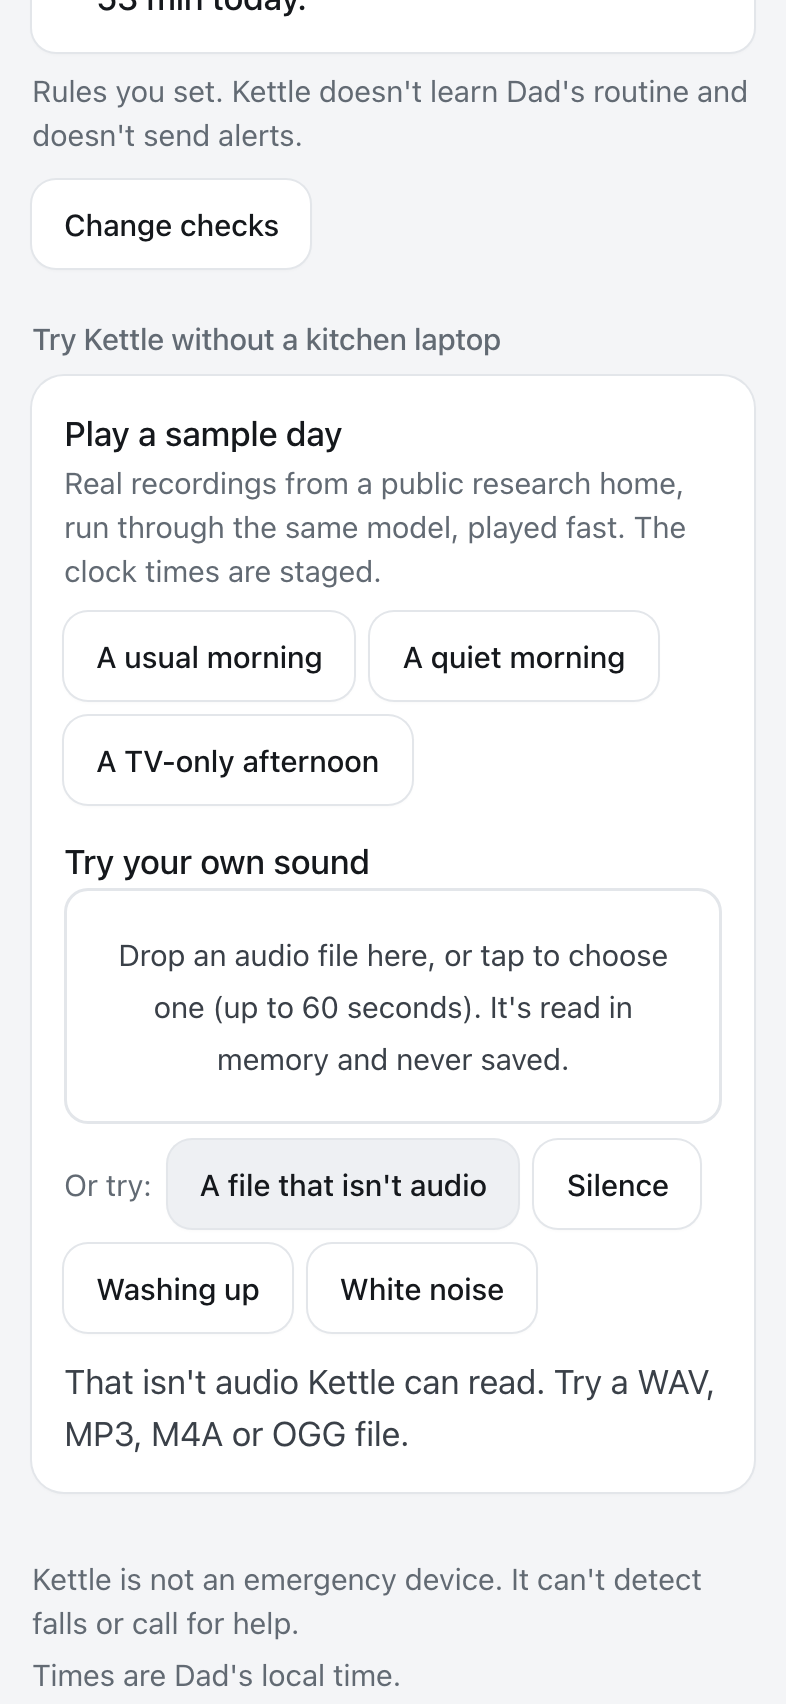 53 min today.
Rules you set. Kettle doesn't learn Dad's routine and
doesn't send alerts.
Change checks
Try Kettle without a kitchen laptop
Play a sample day
Real recordings from a public research home,
run through the same model, played fast. The
clock times are staged.
A usual morning
A quiet morning
A TV-only afternoon
Try your own sound
Drop an audio file here, or tap to choose
one (up to 60 seconds). It's read in
memory and never saved.
Or try:
A file that isn't audio
Silence
Washing up
White noise
That isn't audio Kettle can read. Try a WAV,
MP3, M4A or OGG file.
Kettle is not an emergency device. It can't detect
falls or call for help.
Times are Dad's local time.